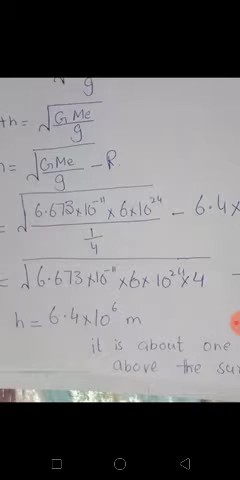 √ g
+h = √ GMe / g
h = √ GMe / g - R
= √ 6.673×10⁻¹¹×6×10²⁴ / 1/4 - 6.4×
= √ 6.673×10⁻¹¹×6×10²⁴×4 -
h = 6.4×10⁶ m
it is about one
above the sur